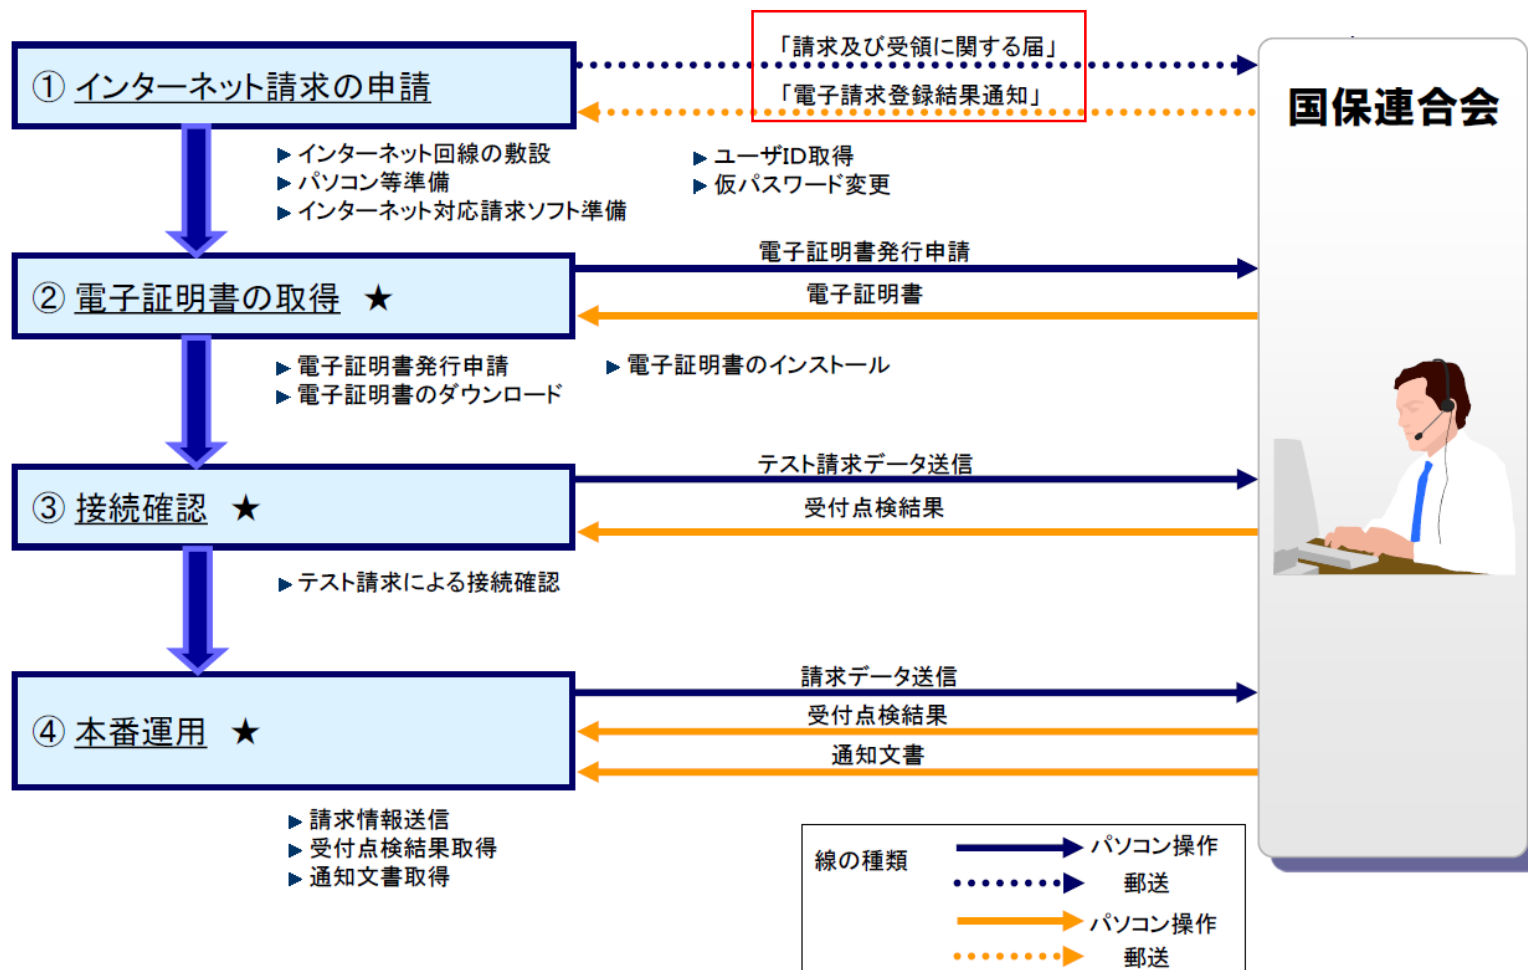 「請求及び受領に関する届」
① インターネット請求の申請
「電子請求登録結果通知」
国保連合会
▶ インターネット回線の敷設
▶ パソコン等準備
▶ インターネット対応請求ソフト準備
▶ ユーザID取得
▶ 仮パスワード変更
電子証明書発行申請
② 電子証明書の取得 ★
電子証明書
▶ 電子証明書発行申請
▶ 電子証明書のダウンロード
▶ 電子証明書のインストール
テスト請求データ送信
③ 接続確認 ★
受付点検結果
▶ テスト請求による接続確認
請求データ送信
④ 本番運用 ★
受付点検結果
通知文書
▶ 請求情報送信
▶ 受付点検結果取得
▶ 通知文書取得
線の種類
パソコン操作
郵送
パソコン操作
郵送